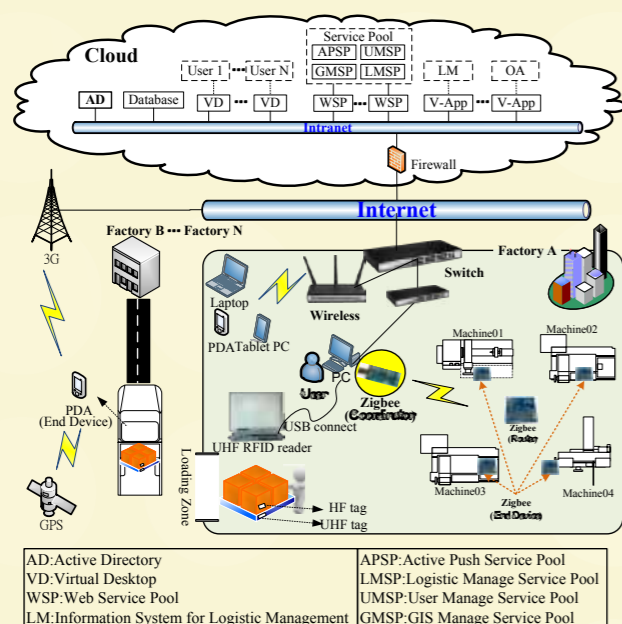 Cloud
Service Pool
User 1 User N APSP UMSP LM OA
GMSP LMSP
AD Database VD VD WSP WSP V-App V-App
Intranet
Firewall
Internet
3G
Factory B Factory N
Factory A
Switch
Laptop
Wireless
PDA Tablet PC
Machine01
Machine02
PC
User
Zigbee
(Coordinator)
Zigbee
(Router)
PDA
(End Device)
USB connect
UHF RFID reader
Machine03
Machine04
Loading Zone
Zigbee
(End Device)
HF tag
UHF tag
GPS
AD:Active Directory
VD:Virtual Desktop
WSP:Web Service Pool
LM:Information System for Logistic Management
APSP:Active Push Service Pool
LMSP:Logistic Manage Service Pool
UMSP:User Manage Service Pool
GMSP:GIS Manage Service Pool